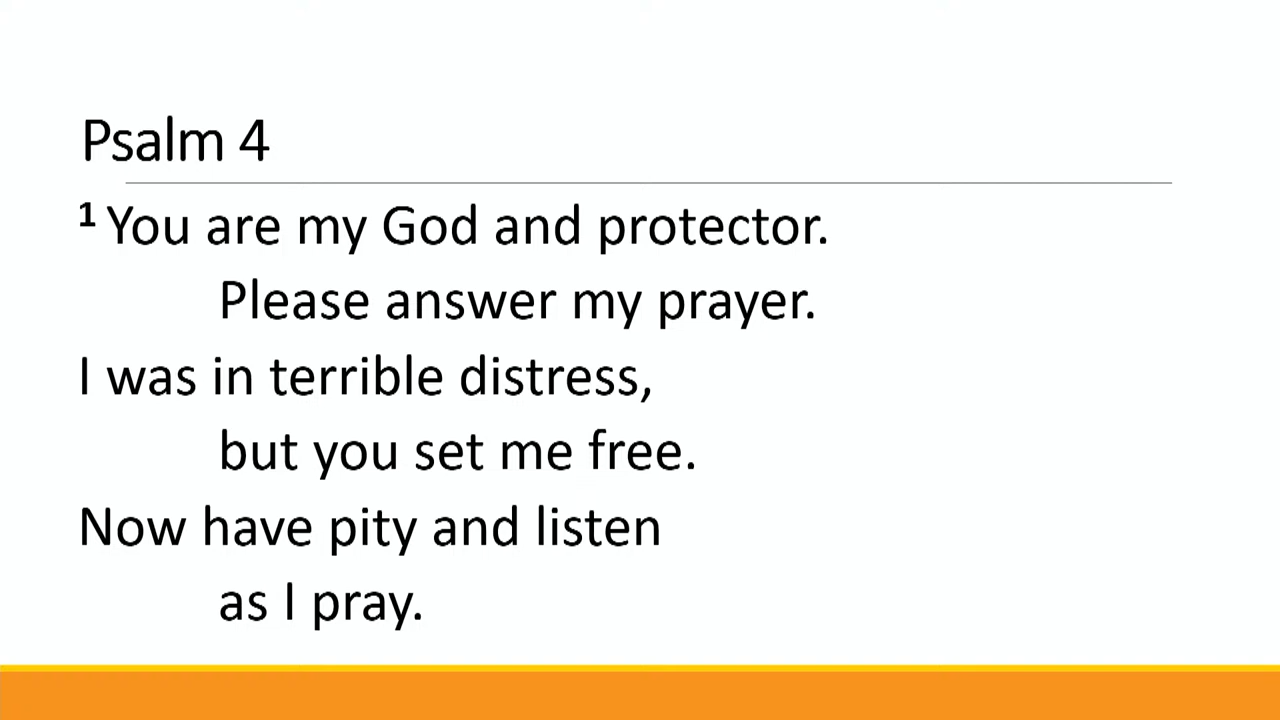 Psalm 4
¹ You are my God and protector.
Please answer my prayer.
I was in terrible distress,
but you set me free.
Now have pity and listen
as I pray.